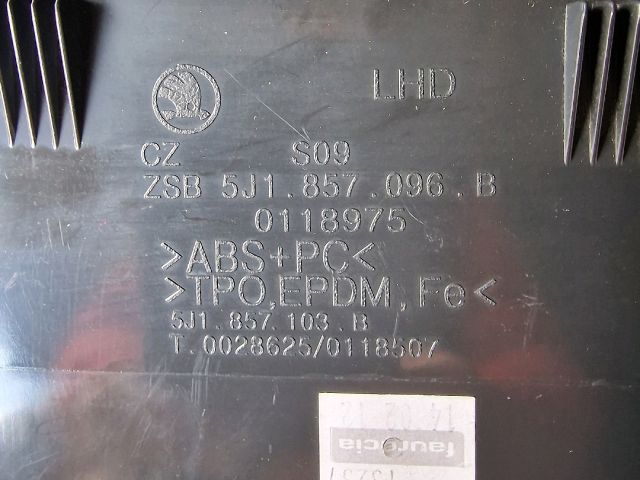 LHD
CZ S09
ZSB 5J1.857.096.B
0118975
>ABS+PC<
>TPO,EPDM,Fe<
5J1.857.103.B
T.0028625/0118507
faurecia